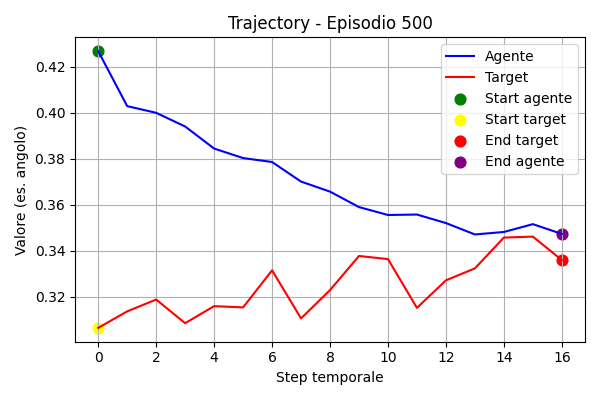 Trajectory - Episodio 500
Valore (es. angolo)
0.42
0.40
0.38
0.36
0.34
0.32
Agente
Target
Start agente
Start target
End target
End agente
0 2 4 6 8 10 12 14 16
Step temporale